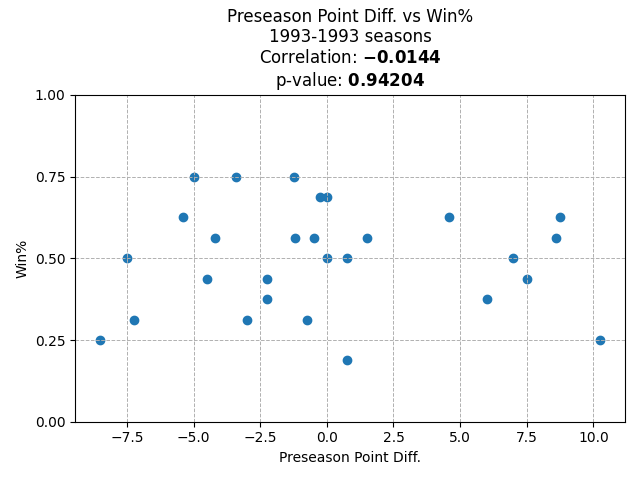 Preseason Point Diff. vs Win%
1993-1993 seasons
Correlation: −0.0144
p-value: 0.94204
1.00
0.75
0.50
0.25
0.00
Win%
−7.5 −5.0 −2.5 0.0 2.5 5.0 7.5 10.0
Preseason Point Diff.